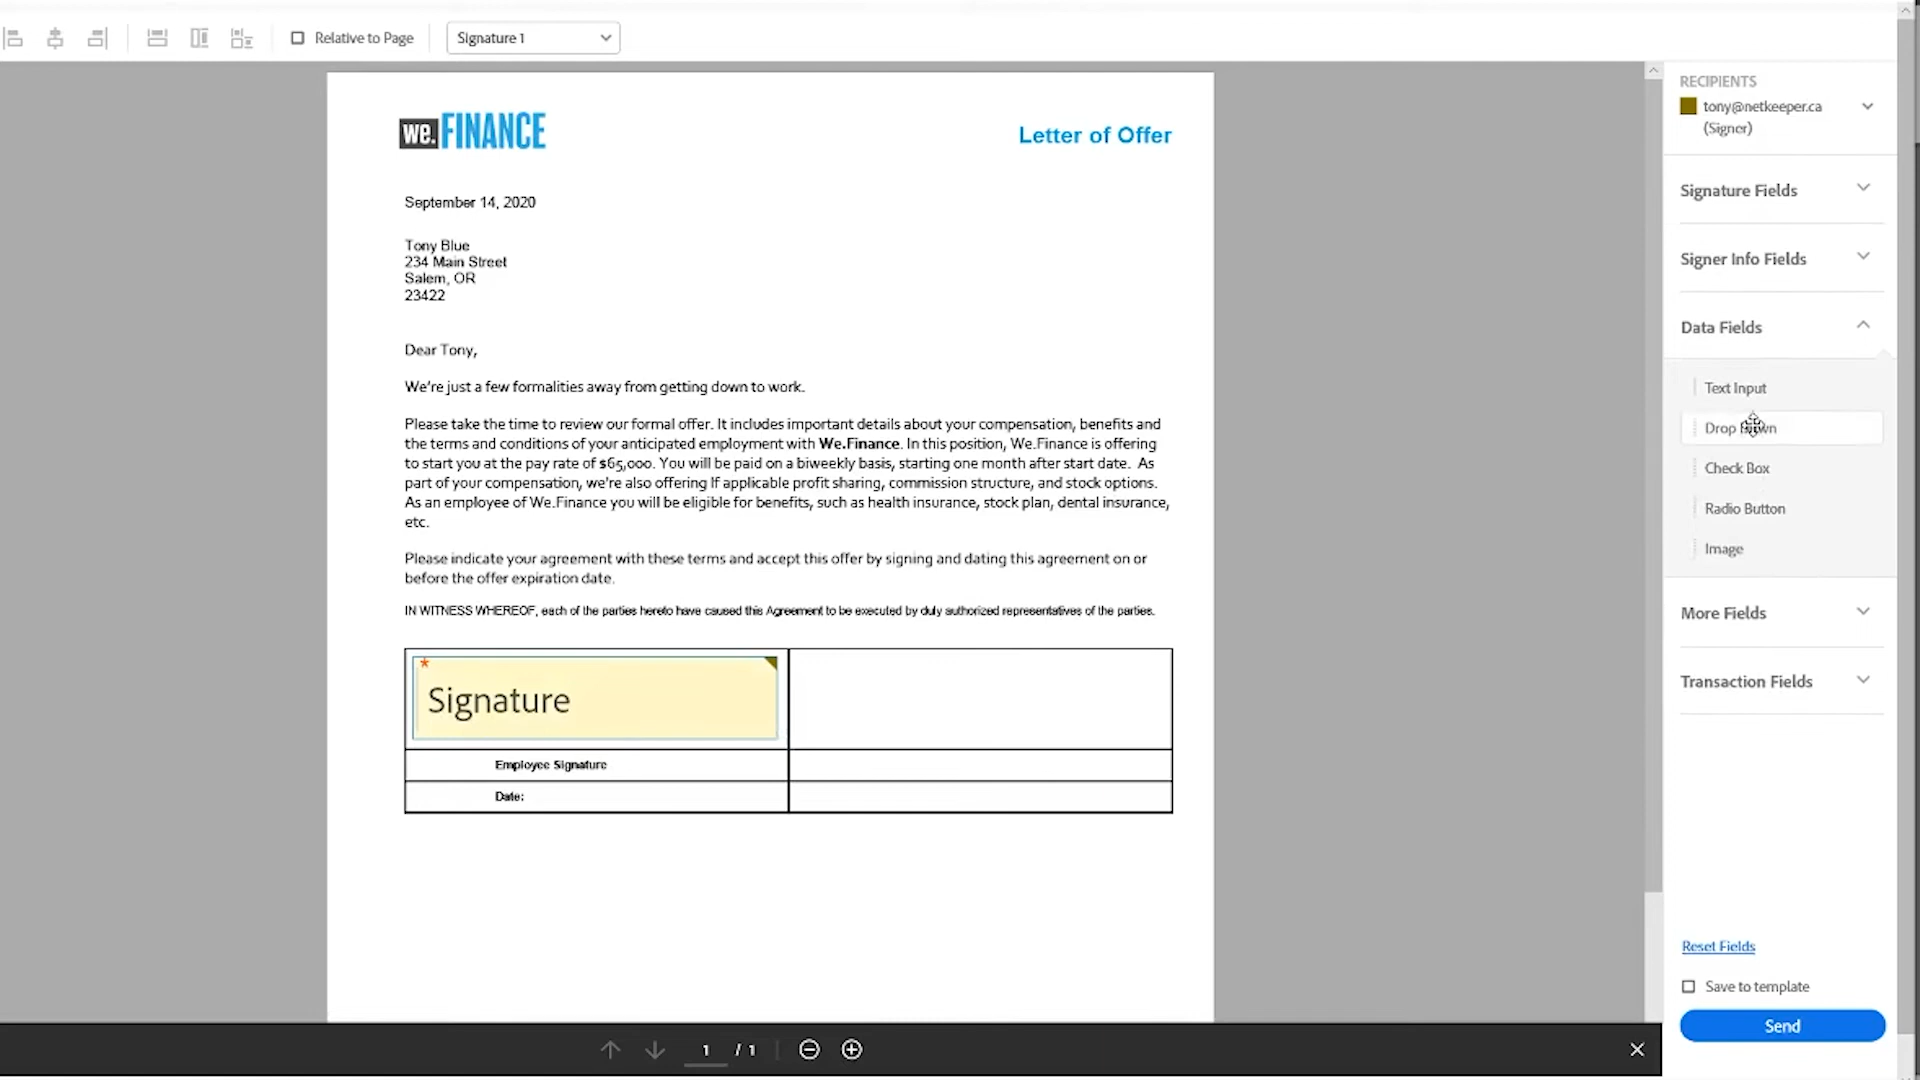 Relative to Page
Signature 1
we.FINANCE
Letter of Offer
September 14, 2020
Tony Blue
234 Main Street
Salem, OR
23422
Dear Tony,
We're just a few formalities away from getting down to work.
Please take the time to review our formal offer. It includes important details about your compensation, benefits and
the terms and conditions of your anticipated employment with We.Finance. In this position, We.Finance is offering
to start you at the pay rate of $65,000. You will be paid on a biweekly basis, starting one month after start date. As
part of your compensation, we're also offering If applicable profit sharing, commission structure, and stock options.
As an employee of We.Finance you will be eligible for benefits, such as health insurance, stock plan, dental insurance,
etc.
Please indicate your agreement with these terms and accept this offer by signing and dating this agreement on or
before the offer expiration date.
IN WITNESS WHEREOF, each of the parties hereto have caused this Agreement to be executed by duly authorized representatives of the parties.
* Signature
Employee Signature
Date:
RECIPIENTS
tony@netkeeper.ca
(Signer)
Signature Fields
Signer Info Fields
Data Fields
Text Input
Drop Down
Check Box
Radio Button
Image
More Fields
Transaction Fields
Reset Fields
Save to template
Send
1 / 1